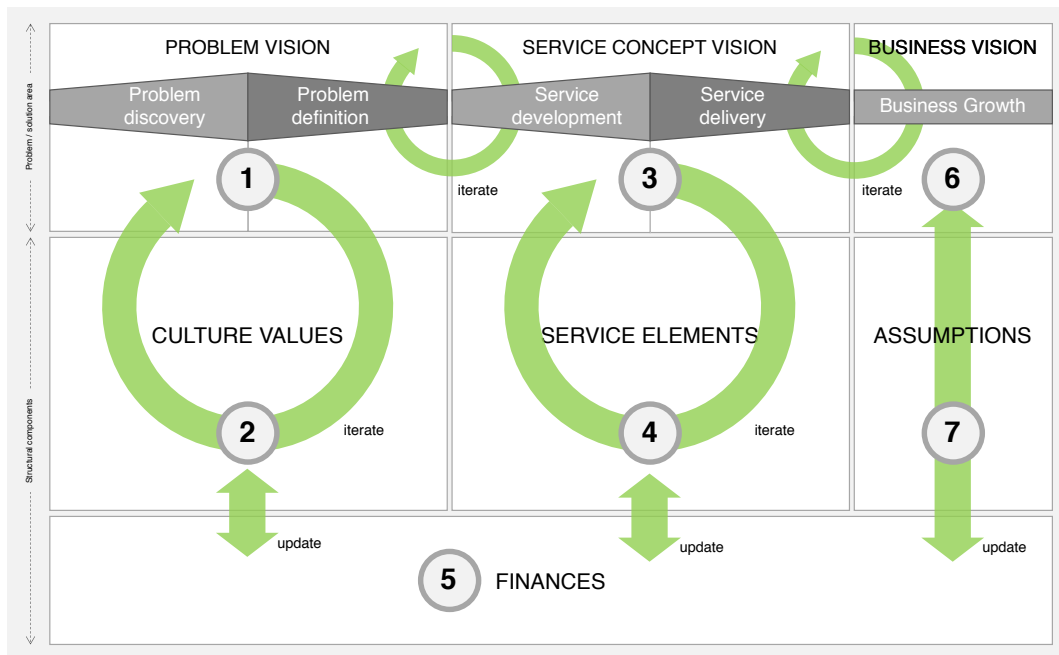 PROBLEM VISION
SERVICE CONCEPT VISION
BUSINESS VISION
Problem / solution area
Problem
discovery
Problem
definition
Service
development
Service
delivery
Business Growth
1
iterate
3
iterate
6
Structural components
CULTURE VALUES
SERVICE ELEMENTS
ASSUMPTIONS
2
iterate
4
iterate
7
update
update
update
5
FINANCES